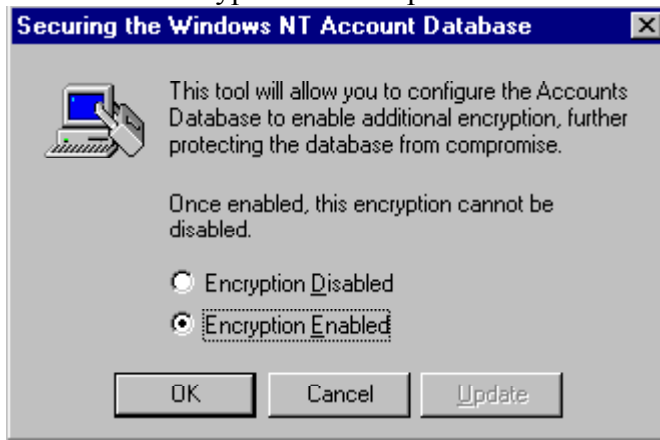 Securing the Windows NT Account Database
This tool will allow you to configure the Accounts
Database to enable additional encryption, further
protecting the database from compromise.
Once enabled, this encryption cannot be
disabled.
Encryption Disabled
Encryption Enabled
OK Cancel Update